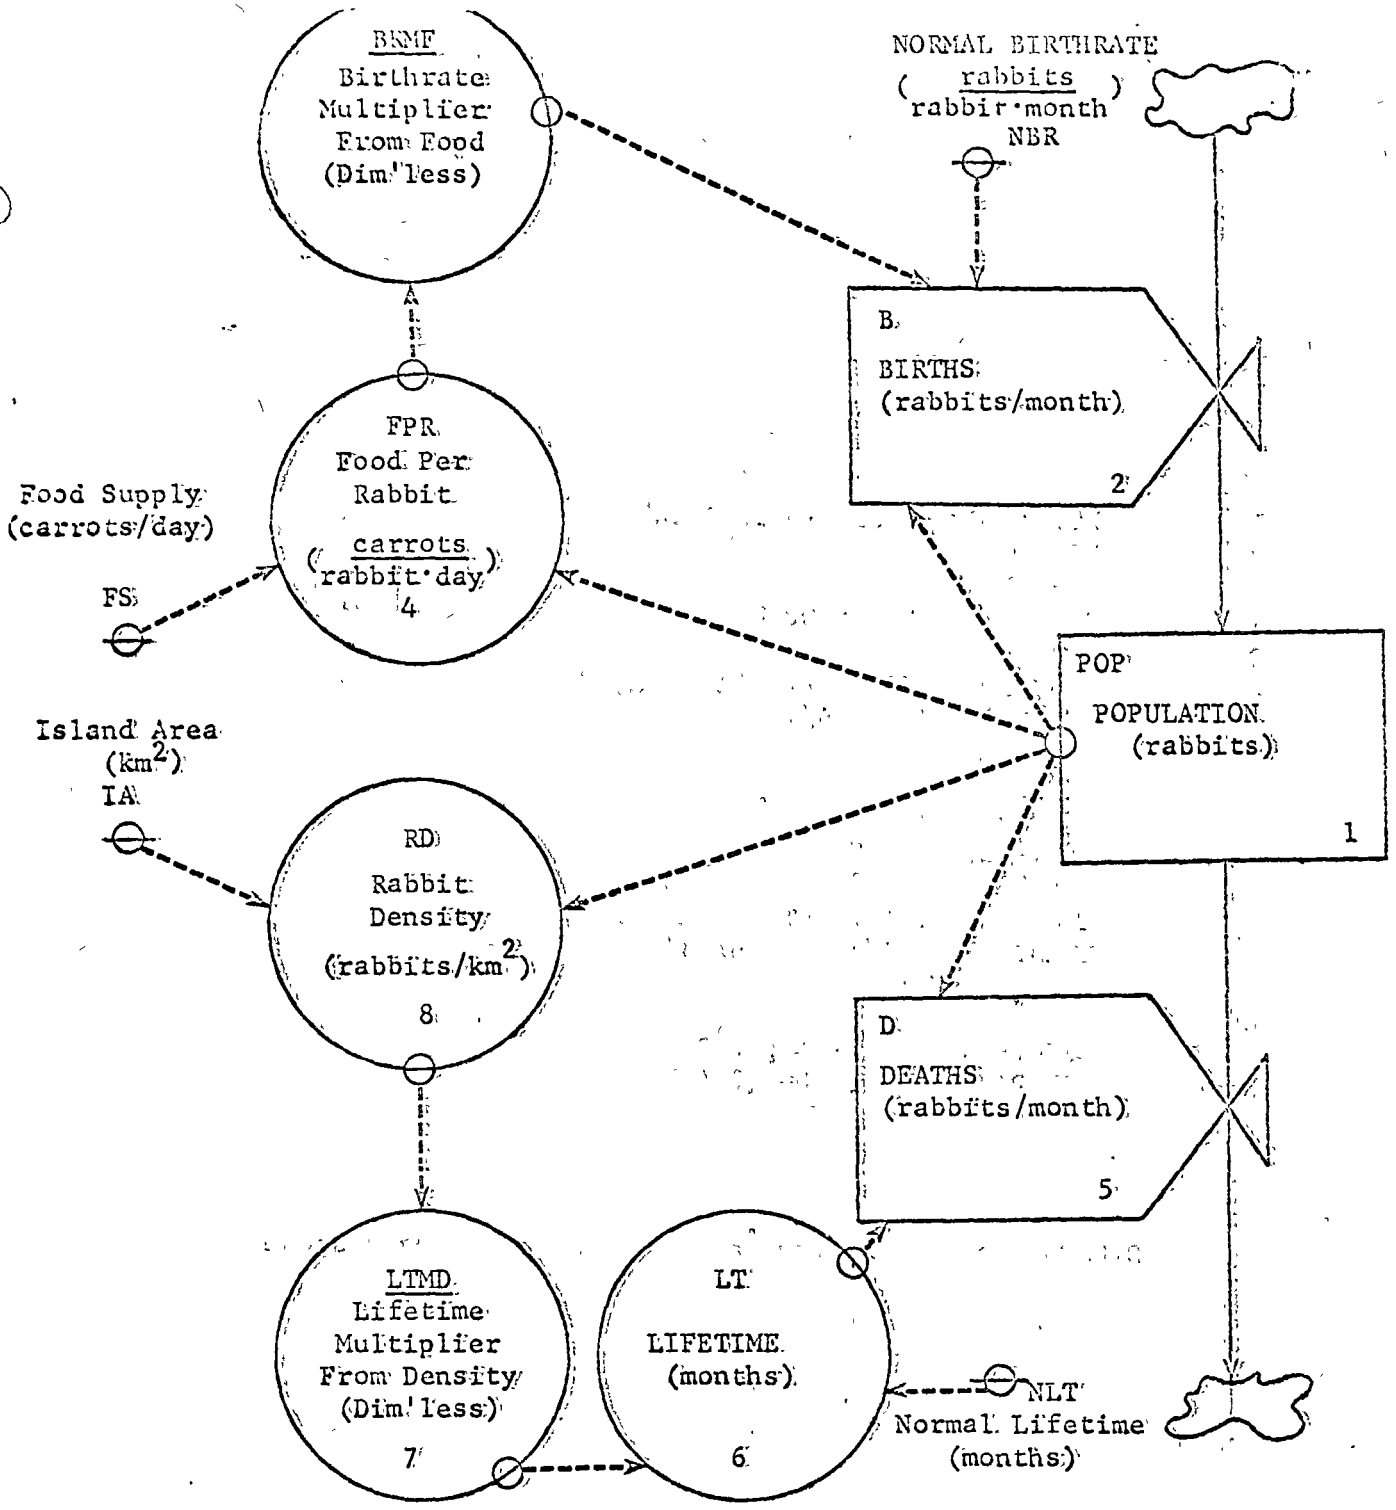 BRMF
Birthrate
Multiplier
From Food
(Dim'less)
NORMAL BIRTHRATE
(rabbits
rabbit·month)
NBR
B
BIRTHS
(rabbits/month)
2
FPR
Food Per
Rabbit
(carrots
rabbit·day)
4
Food Supply
(carrots/day)
FS
POP
POPULATION
(rabbits)
1
Island Area
(km²)
IA
RD
Rabbit
Density
(rabbits/km²)
8
D
DEATHS
(rabbits/month)
5
LTMD
Lifetime
Multiplier
From Density
(Dim'less)
7
LT
LIFETIME
(months)
6
NLT
Normal Lifetime
(months)